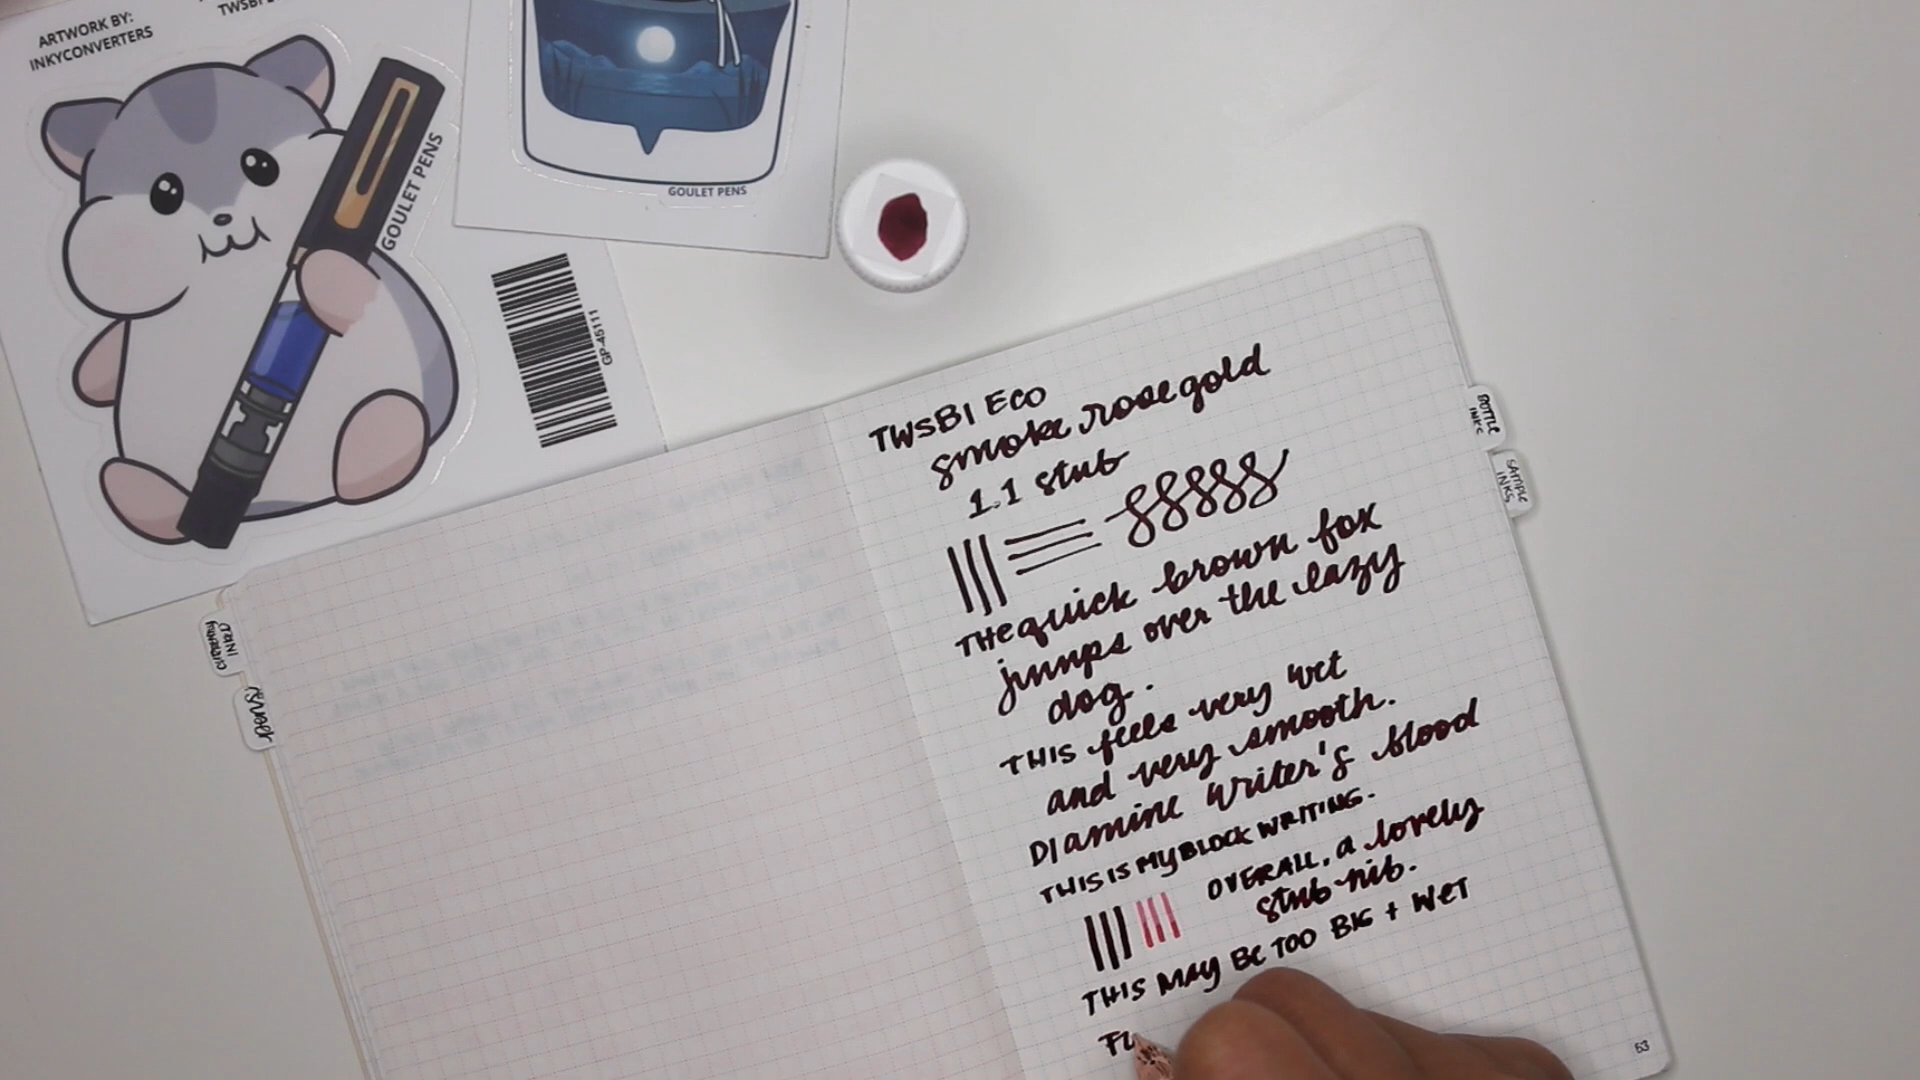 ARTWORK BY:
INKYCONVERTERS
GOULET PENS
GP-45111
GOULET PENS
TWSBI ECO
smoke rose gold
1.1 stub
THE quick brown fox
jumps over the lazy
dog.
THIS feels very wet
and very smooth.
Diamine Writer's blood
THIS IS MY BLOCK WRITING.
OVERALL, a lovely
stub nib.
THIS MAY BE TOO BIG + WET
BOTTLE
INKS
SAMPLE
INKS
CURRENTLY
INKED
63